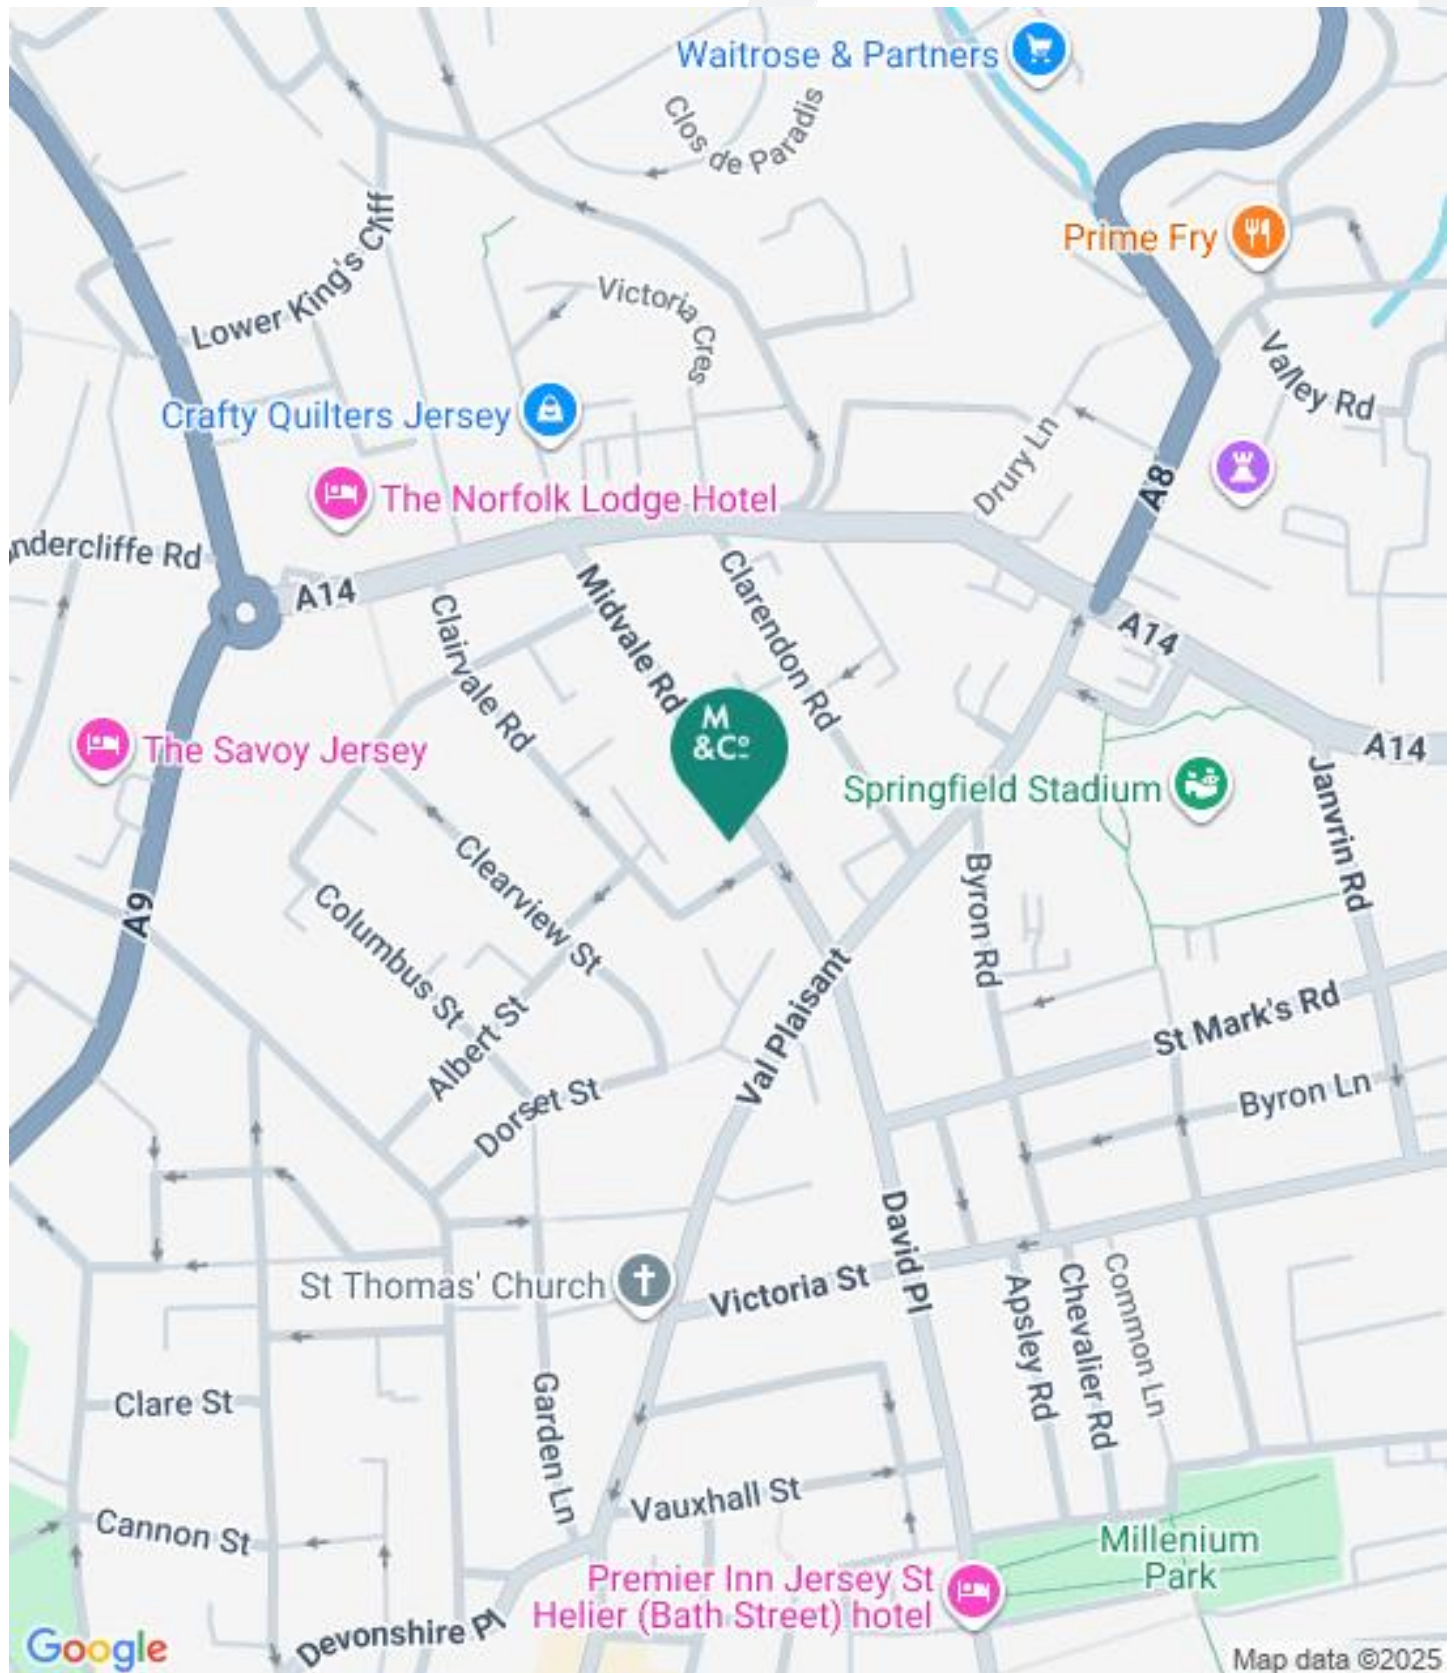 Waitrose & Partners
Clos de Paradis
Prime Fry
Lower King's Cliff
Victoria Cres
Valley Rd
Crafty Quilters Jersey
Drury Ln
A8
The Norfolk Lodge Hotel
ndercliffe Rd
A14
Midvale Rd
Clarendon Rd
Clairvale Rd
A14
M
&Cº
The Savoy Jersey
A14
Springfield Stadium
Janvrin Rd
A9
Clearview St
Byron Rd
Columbus St
Albert St
Val Plaisant
St Mark's Rd
Dorset St
Byron Ln
David Pl
St Thomas' Church
Victoria St
Apsley Rd
Chevalier Rd
Common Ln
Clare St
Garden Ln
Vauxhall St
Cannon St
Millenium
Park
Premier Inn Jersey St
Helier (Bath Street) hotel
Devonshire Pl
Google
Map data ©2025